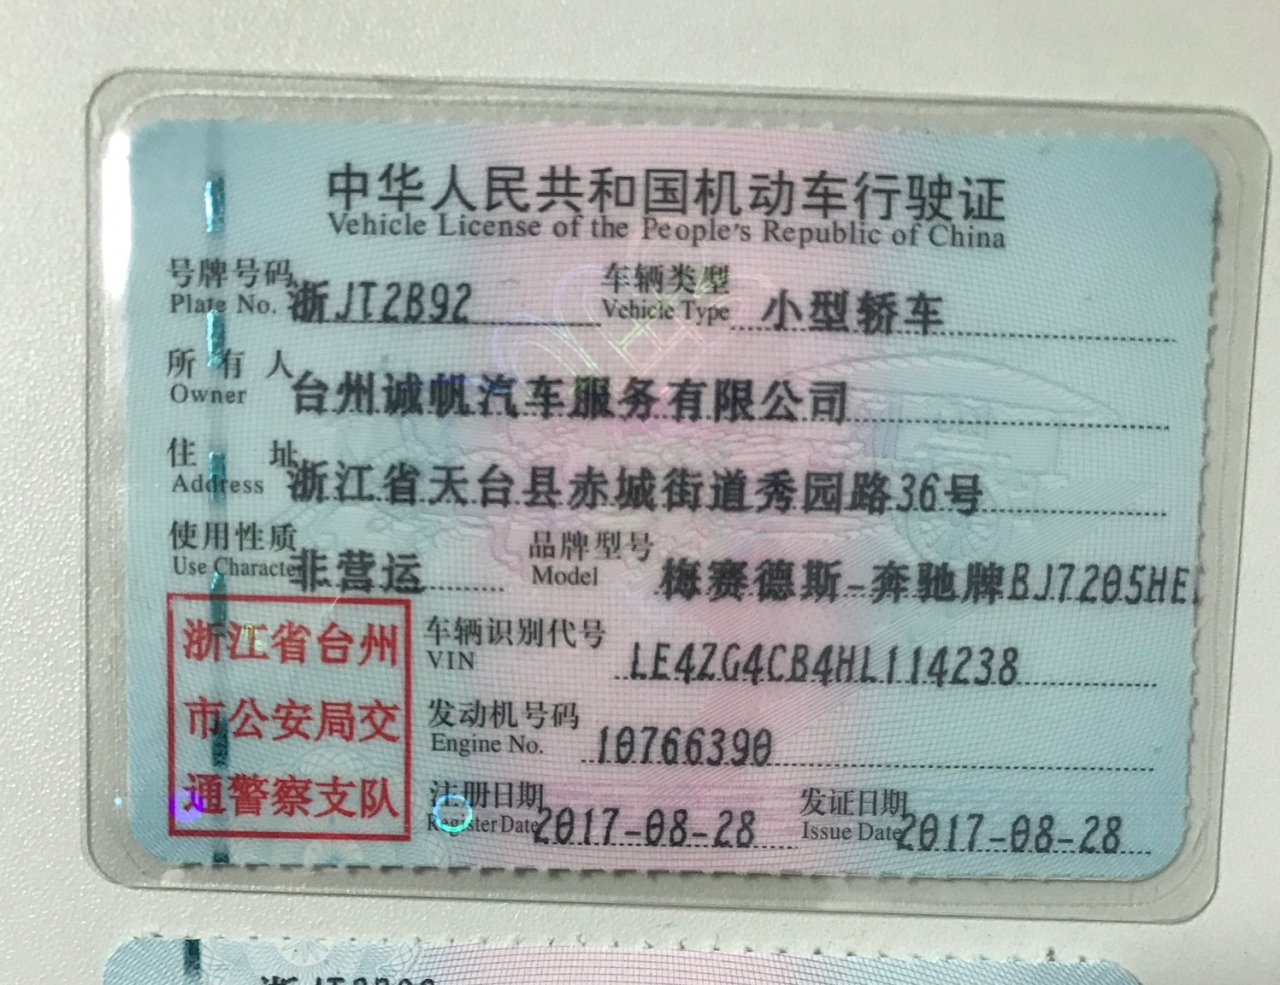 中华人民共和国机动车行驶证
Vehicle License of the People's Republic of China
号牌号码 浙JT2B92 车辆类型 小型轿车
Plate No. Vehicle Type
所有人 台州诚帆汽车服务有限公司
Owner
住址 浙江省天台县赤城街道秀园路36号
Address
使用性质 非营运 品牌型号 梅赛德斯-奔驰牌BJ7205HEL
Use Character Model
浙江省台州
市公安局交
通警察支队
车辆识别代号 LE4ZG4CB4HL114238
VIN
发动机号码 10766390
Engine No.
注册日期 2017-08-28 发证日期 2017-08-28
Register Date Issue Date
浙JT2B92